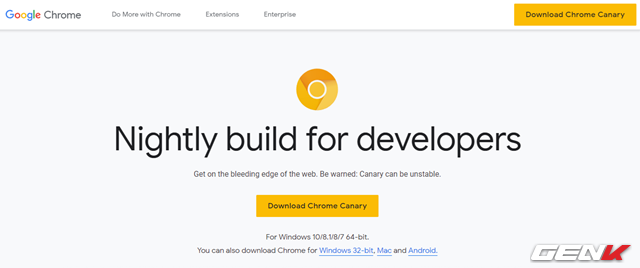 Google Chrome
Do More with Chrome
Extensions
Enterprise
Download Chrome Canary
Nightly build for developers
Get on the bleeding edge of the web. Be warned: Canary can be unstable.
Download Chrome Canary
For Windows 10/8.1/8/7 64-bit.
You can also download Chrome for Windows 32-bit, Mac and Android.
GENK